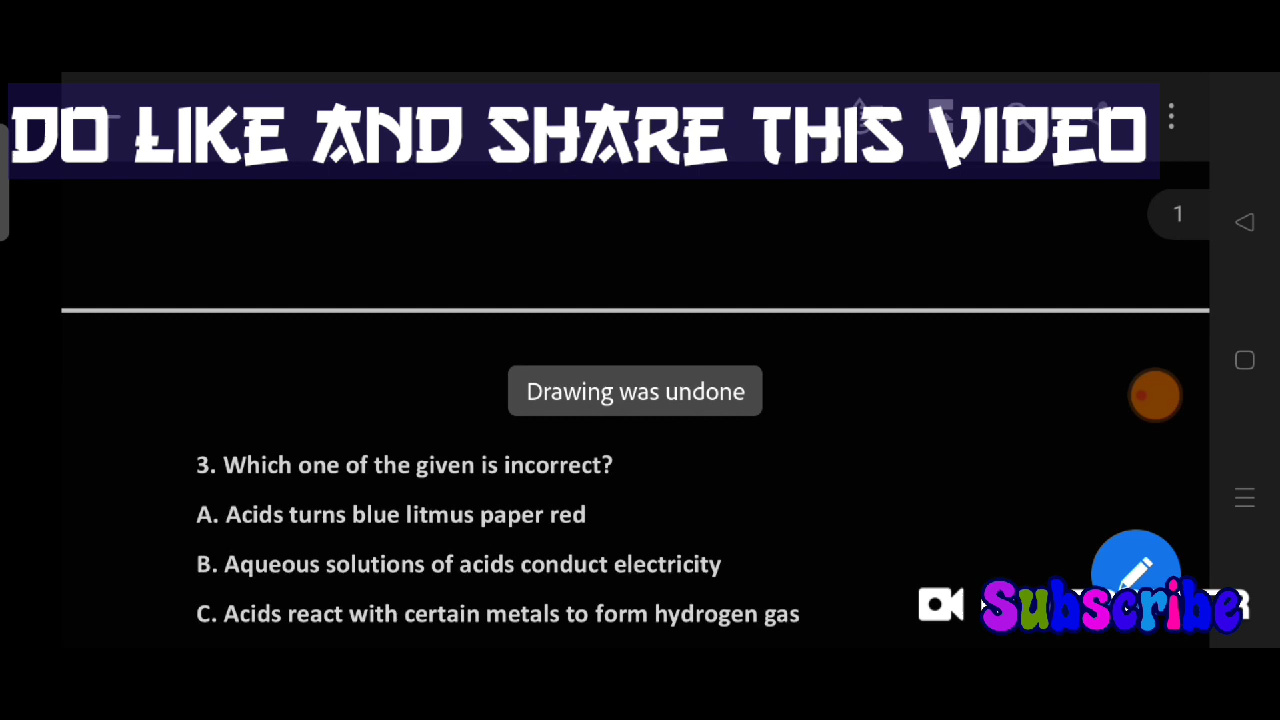 DO LIKE AND SHARE THIS VIDEO
1
Drawing was undone
3. Which one of the given is incorrect?
A. Acids turns blue litmus paper red
B. Aqueous solutions of acids conduct electricity
C. Acids react with certain metals to form hydrogen gas
Subscribe